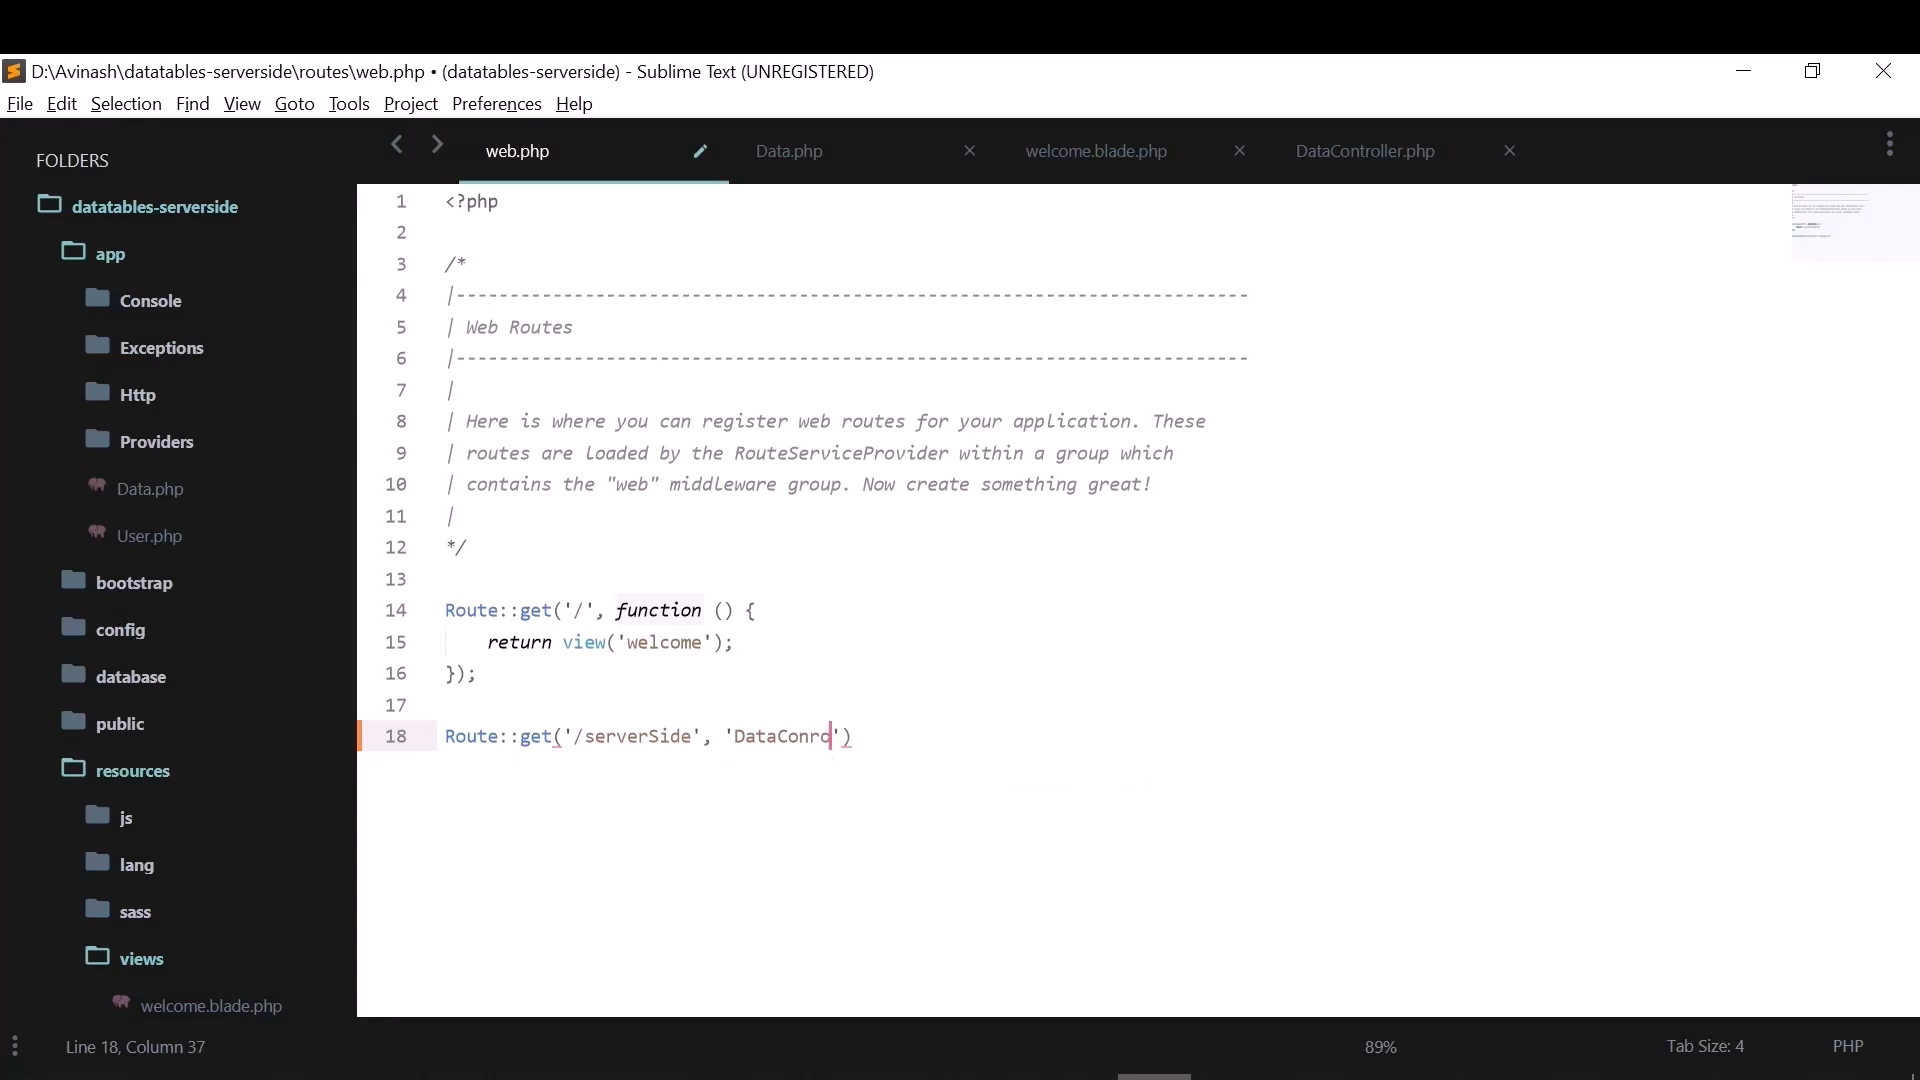 D:\Avinash\datatables-serverside\routes\web.php • (datatables-serverside) - Sublime Text (UNREGISTERED)
File Edit Selection Find View Goto Tools Project Preferences Help
FOLDERS
datatables-serverside
app
Console
Exceptions
Http
Providers
Data.php
User.php
bootstrap
config
database
public
resources
js
lang
sass
views
welcome.blade.php
web.php Data.php welcome.blade.php DataController.php
1 <?php
2
3 /*
4 |--------------------------------------------------------------------------
5 | Web Routes
6 |--------------------------------------------------------------------------
7 |
8 | Here is where you can register web routes for your application. These
9 | routes are loaded by the RouteServiceProvider within a group which
10 | contains the "web" middleware group. Now create something great!
11 |
12 */
13
14 Route::get('/', function () {
15 return view('welcome');
16 });
17
18 Route::get('/serverSide', 'DataConro')
Line 18, Column 37 89% Tab Size: 4 PHP